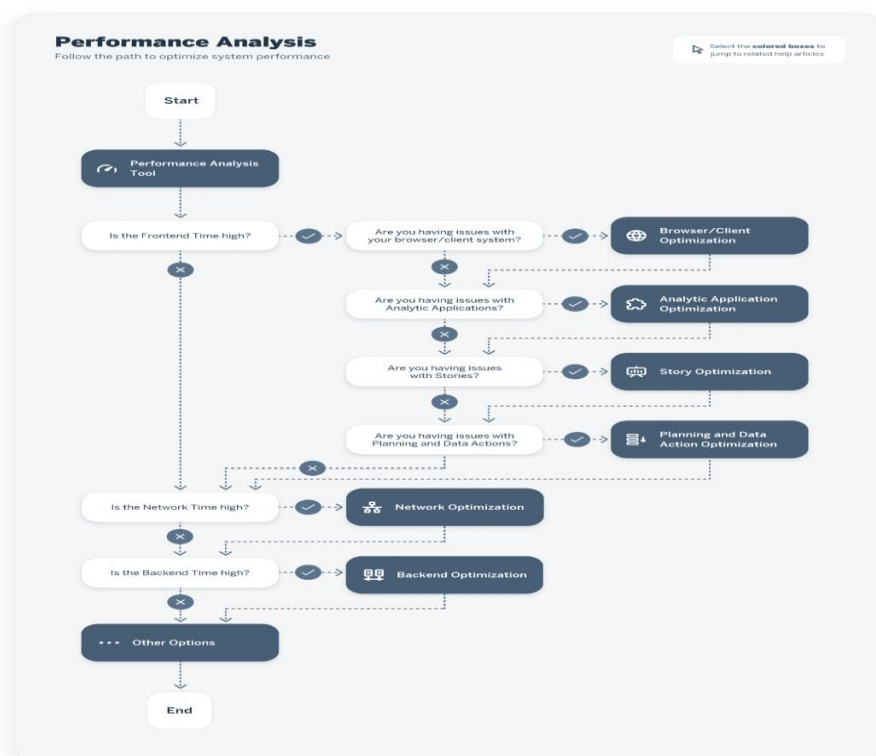 Performance Analysis
Follow the path to optimize system performance
Select the colored boxes to
jump to related help articles
Start
Performance Analysis
Tool
Is the Frontend Time high?
Are you having issues with
your browser/client system?
Browser/Client
Optimization
Are you having issues with
Analytic Applications?
Analytic Application
Optimization
Are you having issues
with Stories?
Story Optimization
Are you having issues with
Planning and Data Actions?
Planning and Data
Action Optimization
Is the Network Time high?
Network Optimization
Is the Backend Time high?
Backend Optimization
Other Options
End